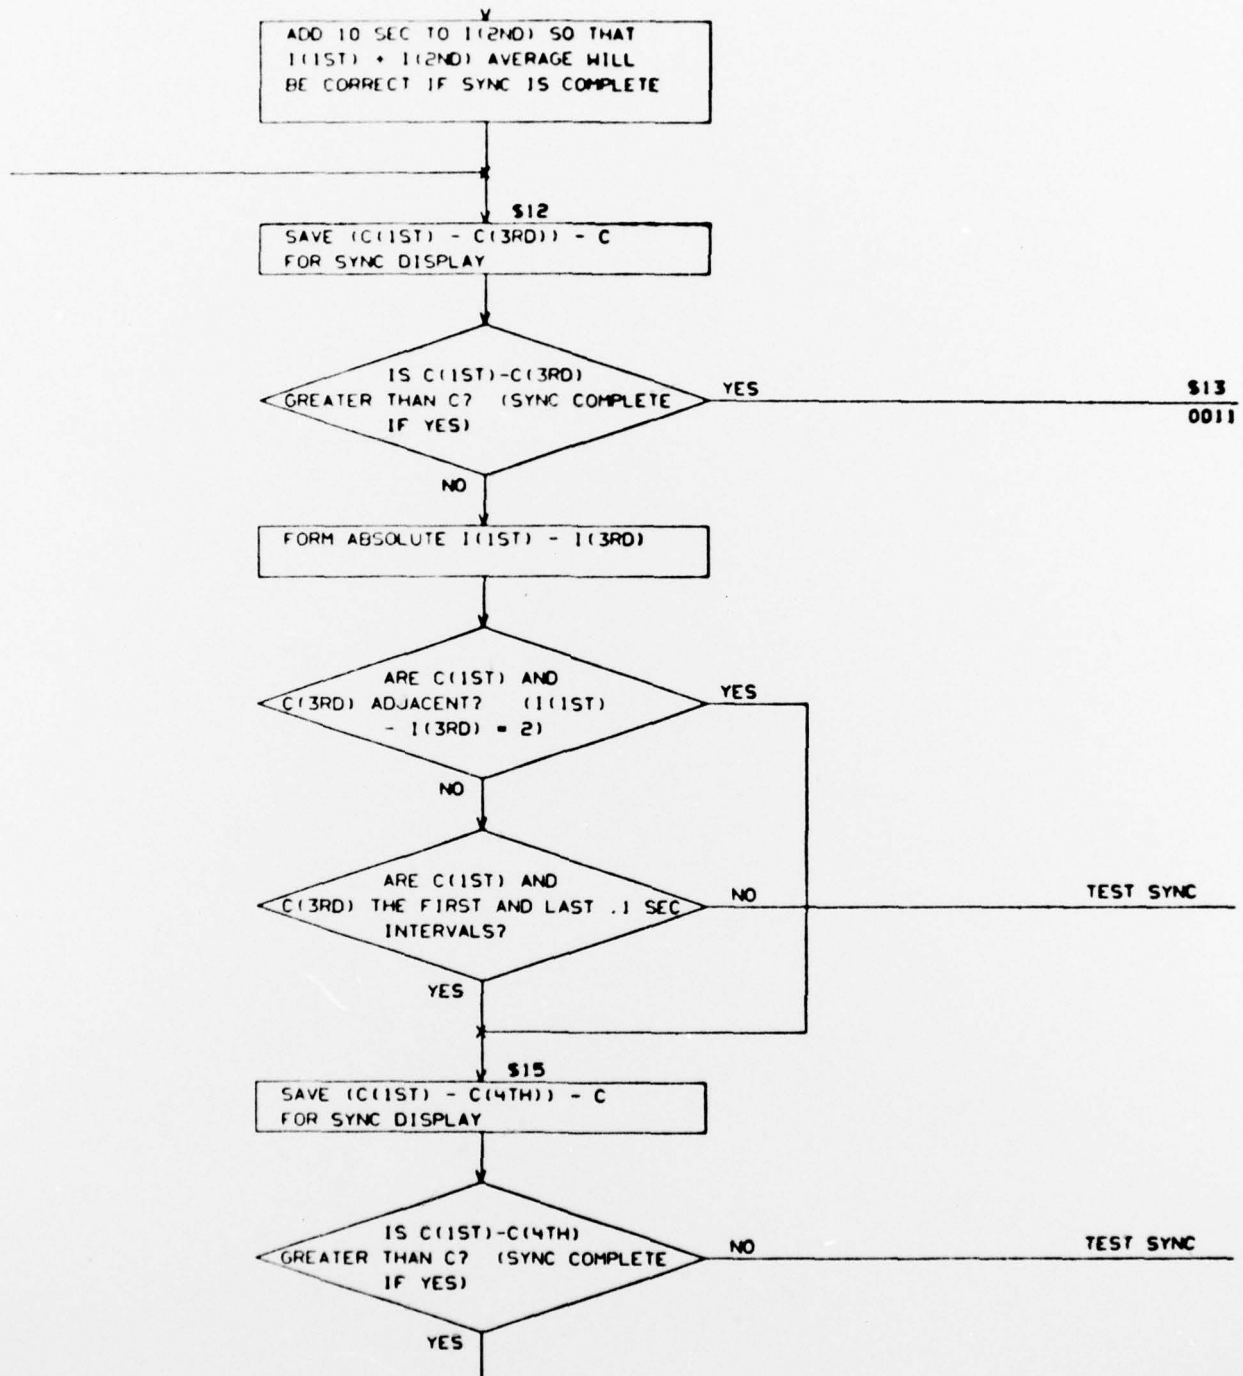 ADD 10 SEC TO I(2ND) SO THAT
I(1ST) + I(2ND) AVERAGE WILL
BE CORRECT IF SYNC IS COMPLETE
$12
SAVE (C(1ST) - C(3RD)) - C
FOR SYNC DISPLAY
IS C(1ST)-C(3RD)
GREATER THAN C? (SYNC COMPLETE
IF YES)
YES
$13
0011
NO
FORM ABSOLUTE I(1ST) - I(3RD)
ARE C(1ST) AND
C(3RD) ADJACENT? (I(1ST)
- I(3RD) = 2)
YES
NO
ARE C(1ST) AND
C(3RD) THE FIRST AND LAST .1 SEC
INTERVALS?
NO
TEST SYNC
YES
$15
SAVE (C(1ST) - C(4TH)) - C
FOR SYNC DISPLAY
IS C(1ST)-C(4TH)
GREATER THAN C? (SYNC COMPLETE
IF YES)
NO
TEST SYNC
YES